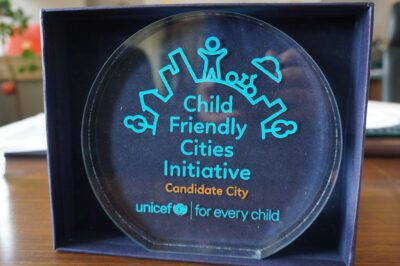 Child
Friendly
Cities
Initiative
Candidate City
unicef | for every child